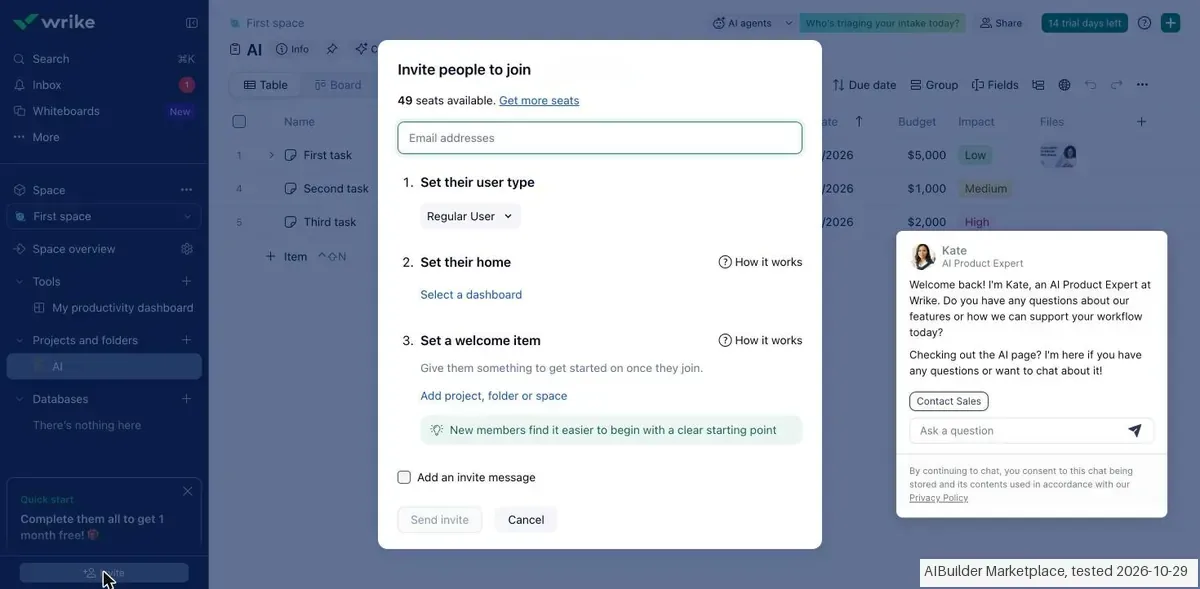 wrike
Search ⌘K
Inbox 1
Whiteboards New
More
Space
First space
Space overview
Tools
My productivity dashboard
Projects and folders
AI
Databases
There's nothing here
Quick start
Complete them all to get 1
month free!
Invite
First space
AI agents
Who's triaging your intake today?
Share
14 trial days left
AI
Info
Table
Board
Due date
Group
Fields
Name
Budget
Impact
Files
1 First task /2026 $5,000 Low
4 Second task /2026 $1,000 Medium
5 Third task /2026 $2,000 High
Item ^⇧N
Invite people to join
49 seats available. Get more seats
Email addresses
1. Set their user type
Regular User
2. Set their home
How it works
Select a dashboard
3. Set a welcome item
How it works
Give them something to get started on once they join.
Add project, folder or space
New members find it easier to begin with a clear starting point
Add an invite message
Send invite
Cancel
Kate
AI Product Expert
Welcome back! I'm Kate, an AI Product Expert at
Wrike. Do you have any questions about our
features or how we can support your workflow
today?
Checking out the AI page? I'm here if you have
any questions or want to chat about it!
Contact Sales
Ask a question
By continuing to chat, you consent to this chat being
stored and its contents used in accordance with our
Privacy Policy
AIBuilder Marketplace, tested 2026-10-29